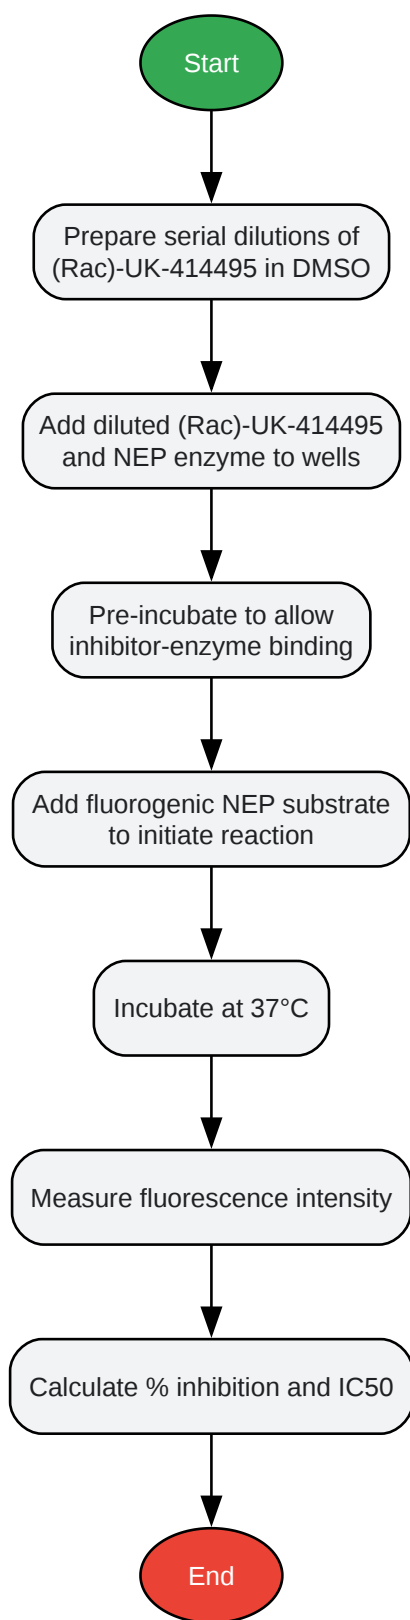 Start
Prepare serial dilutions of
(Rac)-UK-414495 in DMSO
Add diluted (Rac)-UK-414495
and NEP enzyme to wells
Pre-incubate to allow
inhibitor-enzyme binding
Add fluorogenic NEP substrate
to initiate reaction
Incubate at 37°C
Measure fluorescence intensity
Calculate % inhibition and IC50
End